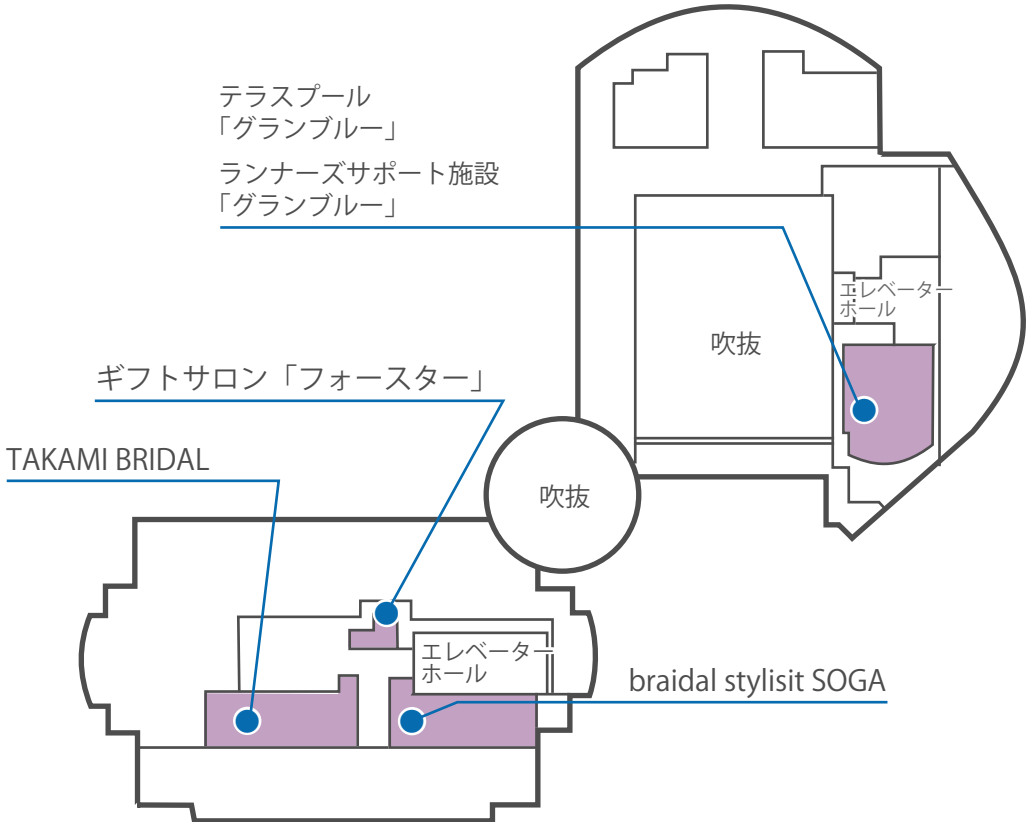 テラスプール
「グランブルー」
ランナーズサポート施設
「グランブルー」
エレベーター
ホール
吹抜
ギフトサロン「フォースター」
TAKAMI BRIDAL
吹抜
エレベーター
ホール
braidal stylisit SOGA